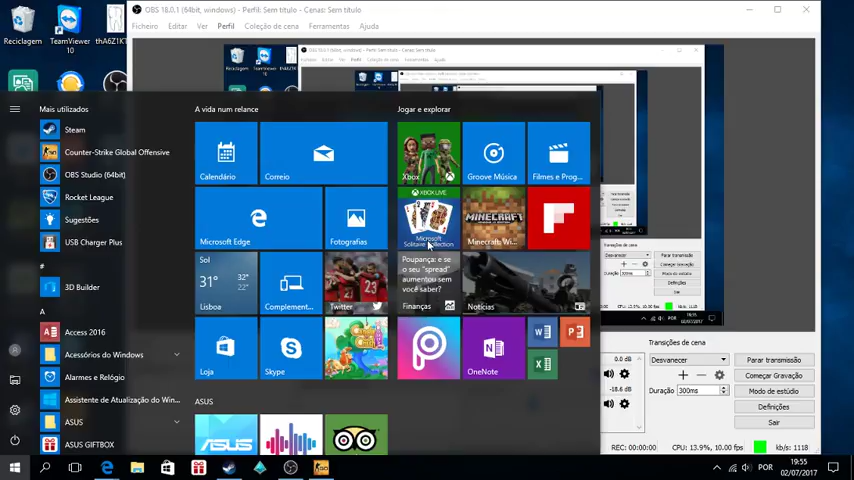 Reciclagem
TeamViewer
10
thA6Z1KT
OBS 18.0.1 (64bit, windows) - Perfil: Sem título - Cenas: Sem título
Ficheiro Editar Ver Perfil Coleção de cena Ferramentas Ajuda
Mais utilizados
Steam
Counter-Strike Global Offensive
OBS Studio (64bit)
Rocket League
Sugestões
USB Charger Plus
#
3D Builder
A
Access 2016
Acessórios do Windows
Alarmes e Relógio
Assistente de Atualização do Win...
ASUS
ASUS GIFTBOX
A vida num relance
Calendário
Correio
Microsoft Edge
Fotografias
Sol
31°
32°
22°
Lisboa
Complement...
Twitter
Loja
Skype
ASUS
Jogar e explorar
Xbox
Groove Música
Filmes e Prog...
XBOX LIVE
Microsoft
Solitaire Collection
MINECRAFT
Minecraft: Wi...
Poupança: e se
o seu "spread"
aumentou sem
você saber?
Finanças
Notícias
OneNote
0.0 dB
-18.6 dB
Transições de cena
Desvanecer
Duração 300ms
Parar transmissão
Começar Gravação
Modo de estúdio
Definições
Sair
REC: 00:00:00 CPU: 13.9%, 10.00 fps kb/s: 1118
POR
19:55
02/07/2017